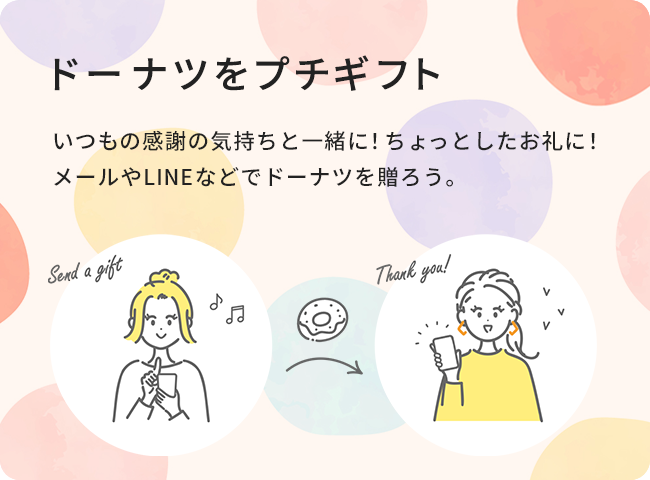 ドーナツをプチギフト
いつもの感謝の気持ちと一緒に！ちょっとしたお礼に！
メールやLINEなどでドーナツを贈ろう。
Send a gift
Thank you!